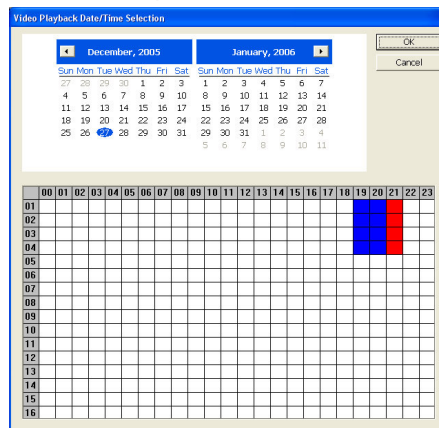 Video Playback Date/Time Selection
OK
Cancel
December, 2005 January, 2006
Sun Mon Tue Wed Thu Fri Sat Sun Mon Tue Wed Thu Fri Sat
27 28 29 30 1 2 3 1 2 3 4 5 6 7
4 5 6 7 8 9 10 8 9 10 11 12 13 14
11 12 13 14 15 16 17 15 16 17 18 19 20 21
18 19 20 21 22 23 24 22 23 24 25 26 27 28
25 26 27 28 29 30 31 29 30 31 1 2 3 4
5 6 7 8 9 10 11
00 01 02 03 04 05 06 07 08 09 10 11 12 13 14 15 16 17 18 19 20 21 22 23
01
02
03
04
05
06
07
08
09
10
11
12
13
14
15
16